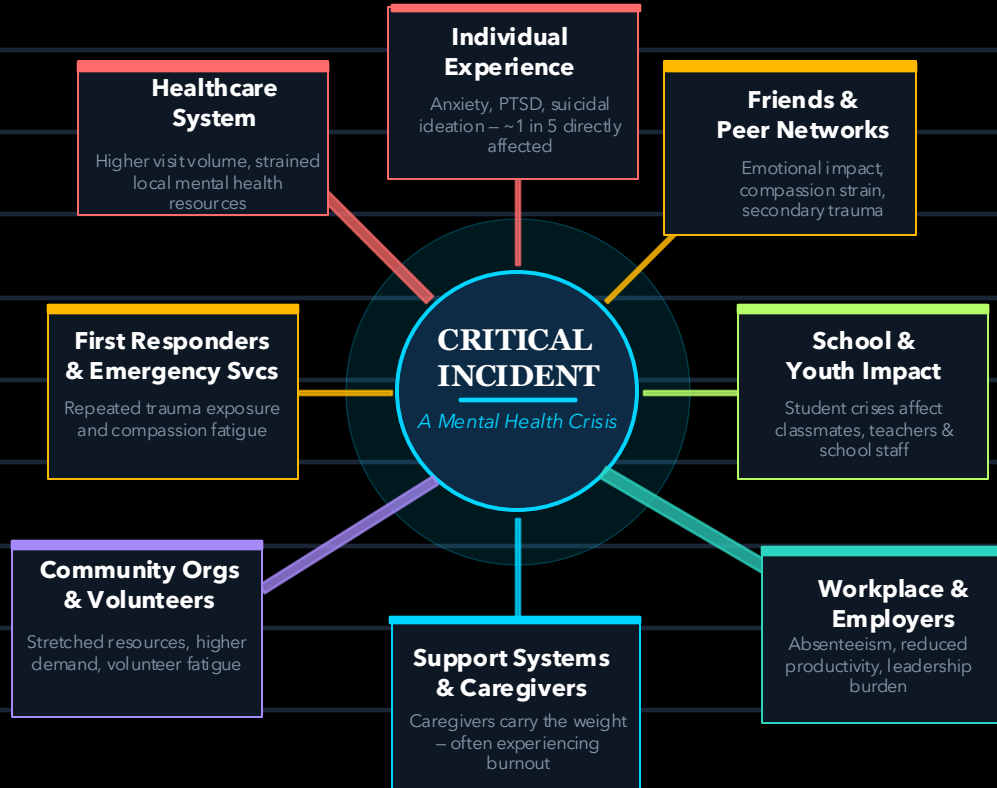 Individual
Experience
Anxiety, PTSD, suicidal
ideation – ~1 in 5 directly
affected
Healthcare
System
Higher visit volume, strained
local mental health
resources
Friends &
Peer Networks
Emotional impact,
compassion strain,
secondary trauma
First Responders
& Emergency Svcs
Repeated trauma exposure
and compassion fatigue
CRITICAL
INCIDENT
A Mental Health Crisis
School &
Youth Impact
Student crises affect
classmates, teachers &
school staff
Community Orgs
& Volunteers
Stretched resources, higher
demand, volunteer fatigue
Support Systems
& Caregivers
Caregivers carry the weight
– often experiencing
burnout
Workplace &
Employers
Absenteeism, reduced
productivity, leadership
burden